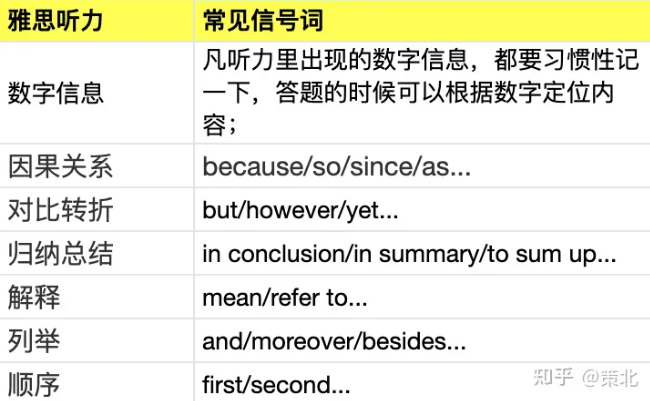 雅思听力 常见信号词
数字信息 凡听力里出现的数字信息，都要习惯性记
一下，答题的时候可以根据数字定位内
容；
因果关系 because/so/since/as...
对比转折 but/however/yet...
归纳总结 in conclusion/in summary/to sum up...
解释 mean/refer to...
列举 and/moreover/besides...
顺序 first/second...
知乎 @策北